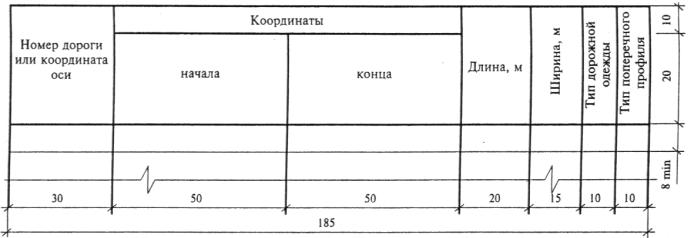 Координаты
Номер дороги
или координата
оси
начала
конца
Длина, м
Ширина, м
Тип дорожной
одежды
Тип поперечного
профиля
10
20
8 min
30
50
50
20
15
10
10
185